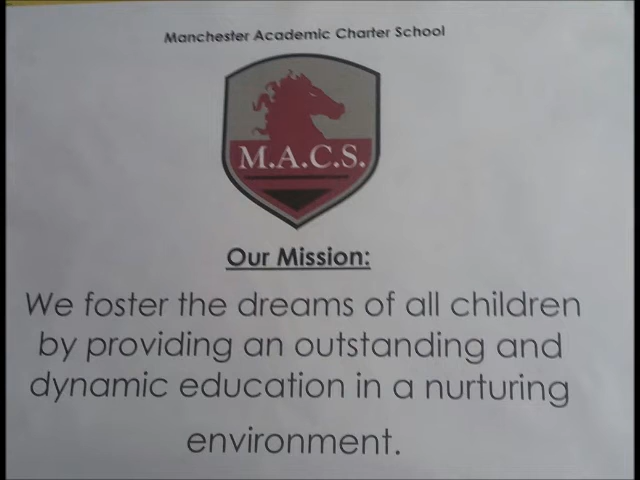 Manchester Academic Charter School
M.A.C.S.
Our Mission:
We foster the dreams of all children
by providing an outstanding and
dynamic education in a nurturing
environment.